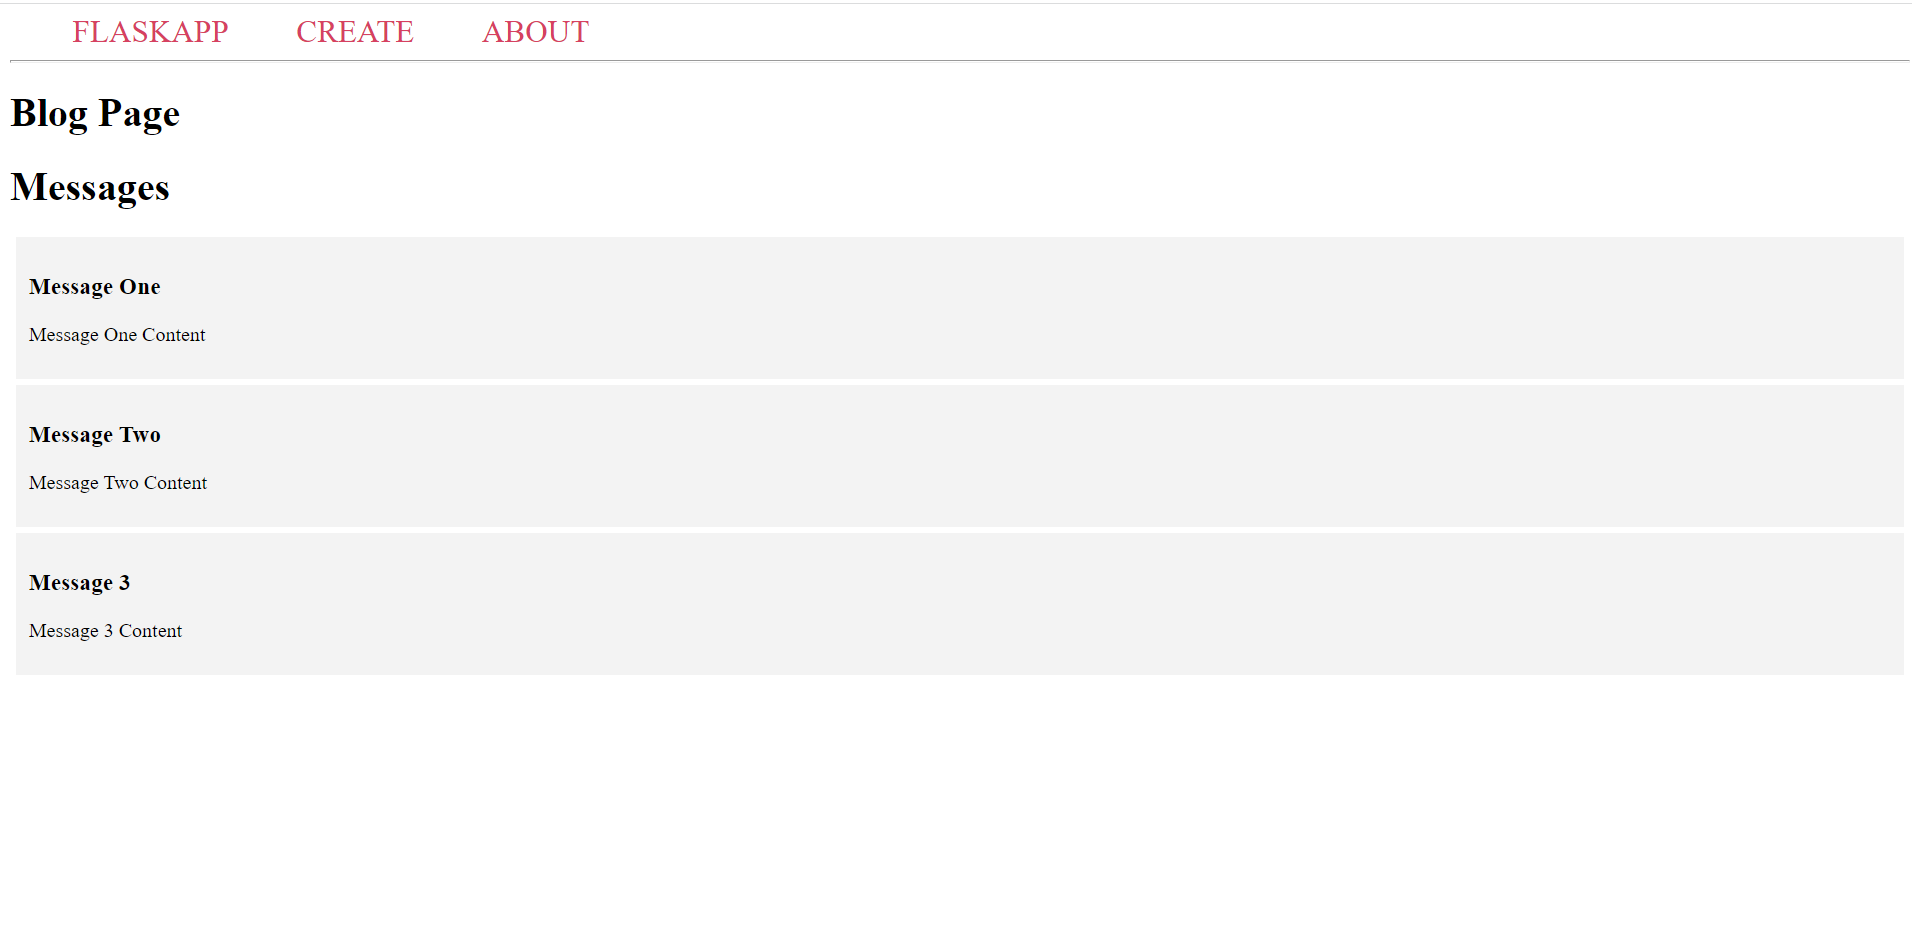 FLASKAPP CREATE ABOUT
Blog Page
Messages
Message One
Message One Content
Message Two
Message Two Content
Message 3
Message 3 Content